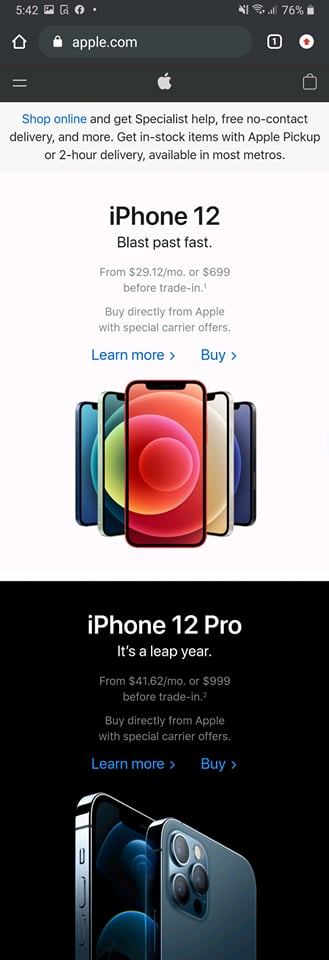 5:42
76%
apple.com
1
Shop online and get Specialist help, free no-contact
delivery, and more. Get in-stock items with Apple Pickup
or 2-hour delivery, available in most metros.
iPhone 12
Blast past fast.
From $29.12/mo. or $699
before trade-in.¹
Buy directly from Apple
with special carrier offers.
Learn more > Buy >
iPhone 12 Pro
It's a leap year.
From $41.62/mo. or $999
before trade-in.²
Buy directly from Apple
with special carrier offers.
Learn more > Buy >